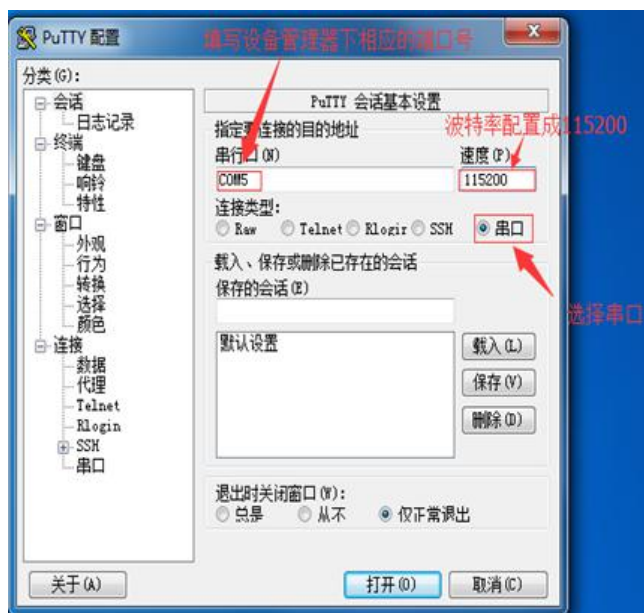 PuTTY 配置
填写设备管理器下相应的端口号
分类(G):
会话
日志记录
终端
键盘
响铃
特性
窗口
外观
行为
转换
选择
颜色
连接
数据
代理
Telnet
Rlogin
SSH
串口
PuTTY 会话基本设置
指定要连接的目的地址
波特率配置成115200
串行口(N)
速度(P)
COM5
115200
连接类型:
Raw Telnet Rlogin SSH 串口
选择串口
载入、保存或删除已存在的会话
保存的会话(E)
默认设置
载入(L)
保存(V)
删除(D)
退出时关闭窗口(W):
总是 从不 仅正常退出
关于(A)
打开(O)
取消(C)